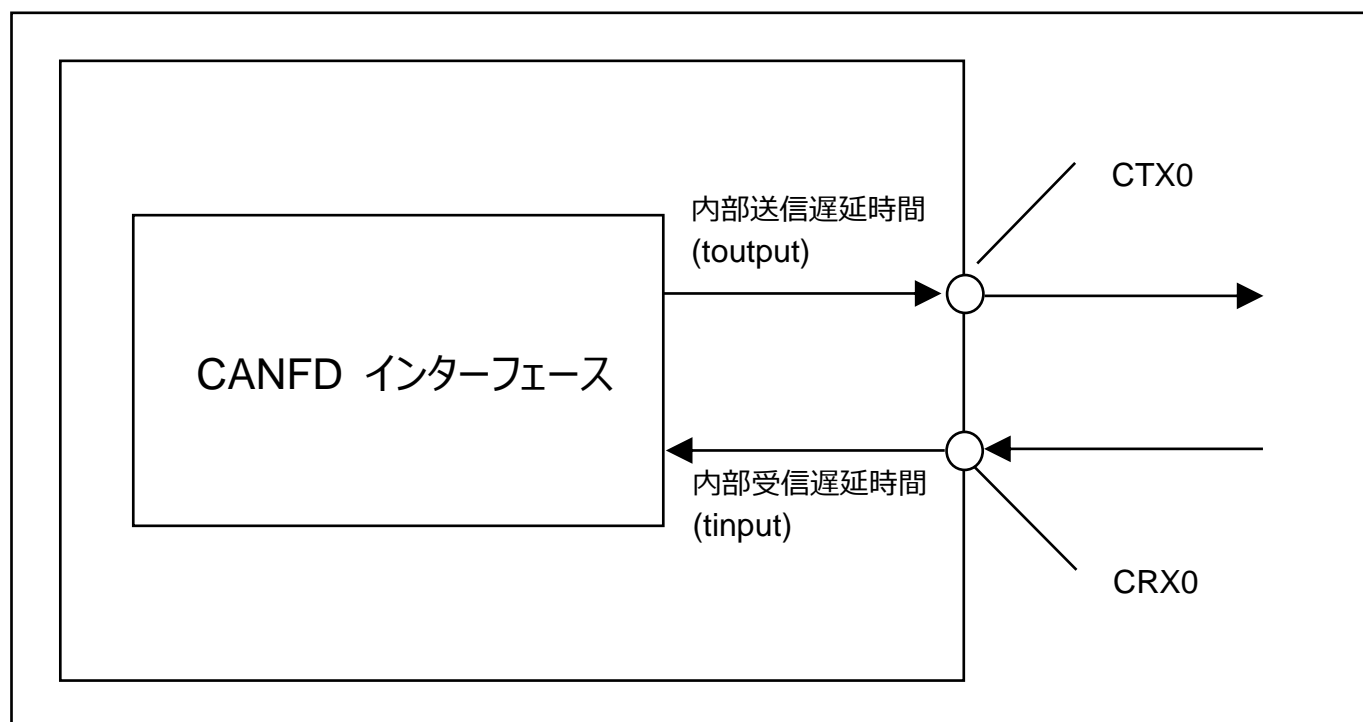 CTX0
内部送信遅延時間
(toutput)
CANFD インターフェース
内部受信遅延時間
(tinput)
CRX0